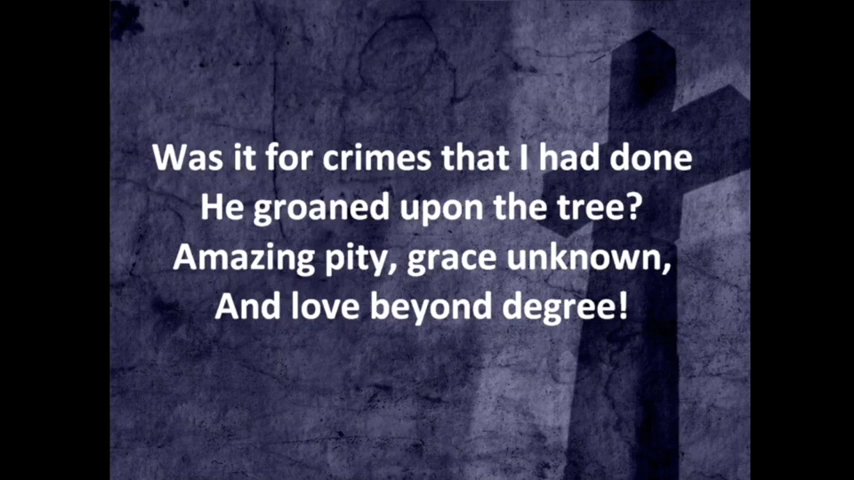 Was it for crimes that I had done
He groaned upon the tree?
Amazing pity, grace unknown,
And love beyond degree!